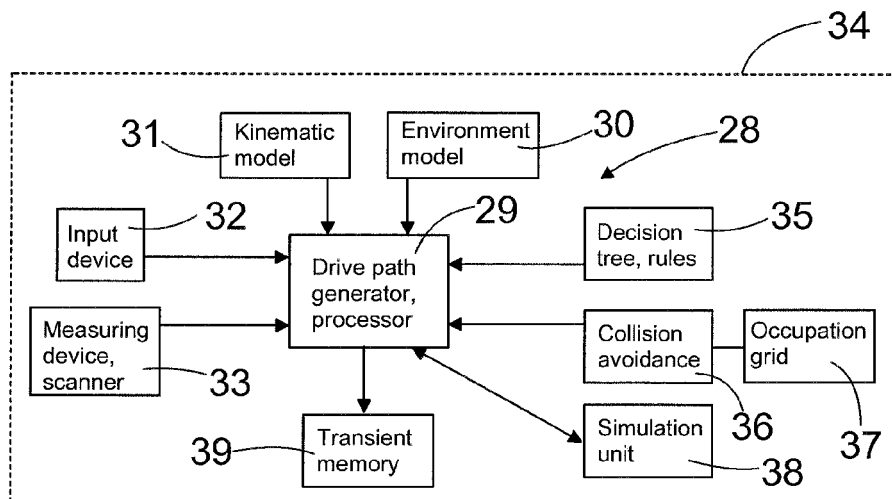 34
31
Kinematic
model
Environment
model
30
28
32
Input
device
29
Drive path
generator,
processor
35
Decision
tree, rules
Measuring
device,
scanner
33
Collision
avoidance
36
Occupation
grid
37
39
Transient
memory
Simulation
unit
38